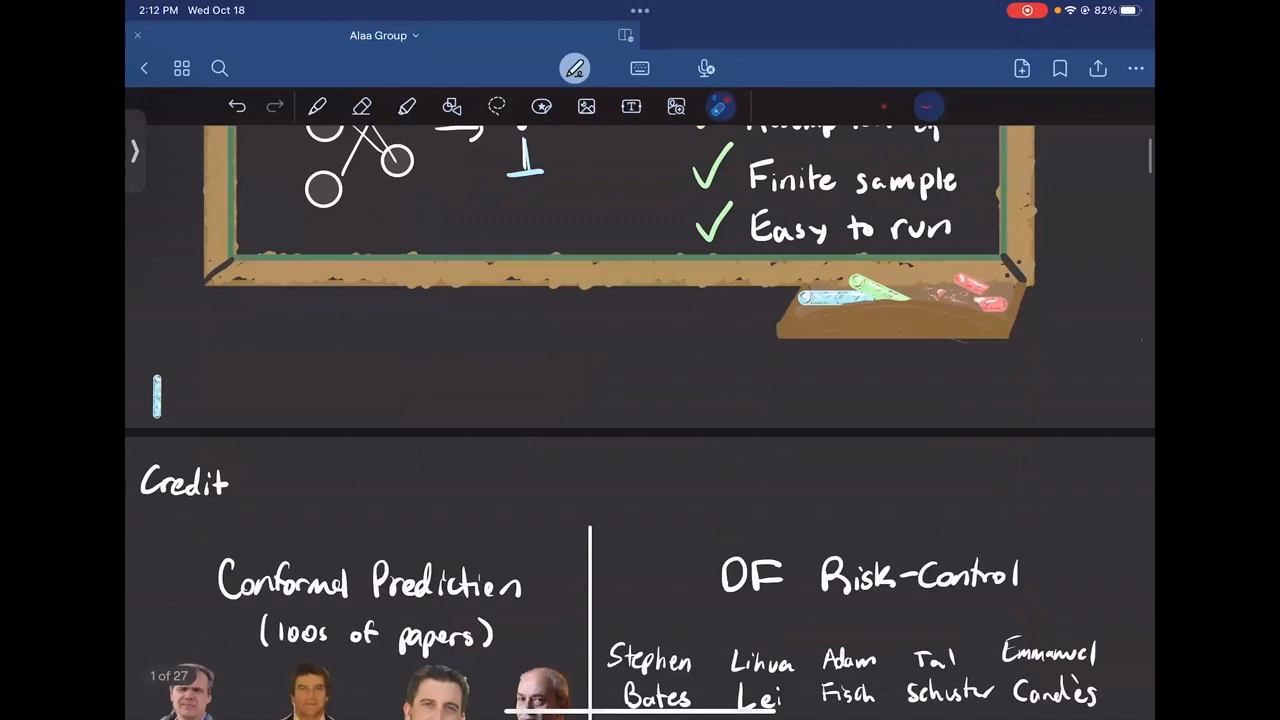 2:12 PM Wed Oct 18
82%
Alaa Group
Finite sample
Easy to run
Credit
Conformal Prediction
(100s of papers)
DF Risk-Control
Stephen Bates
Lihua Lei
Adam Fisch
Tal Schuster
Emmanuel Candès
1 of 27